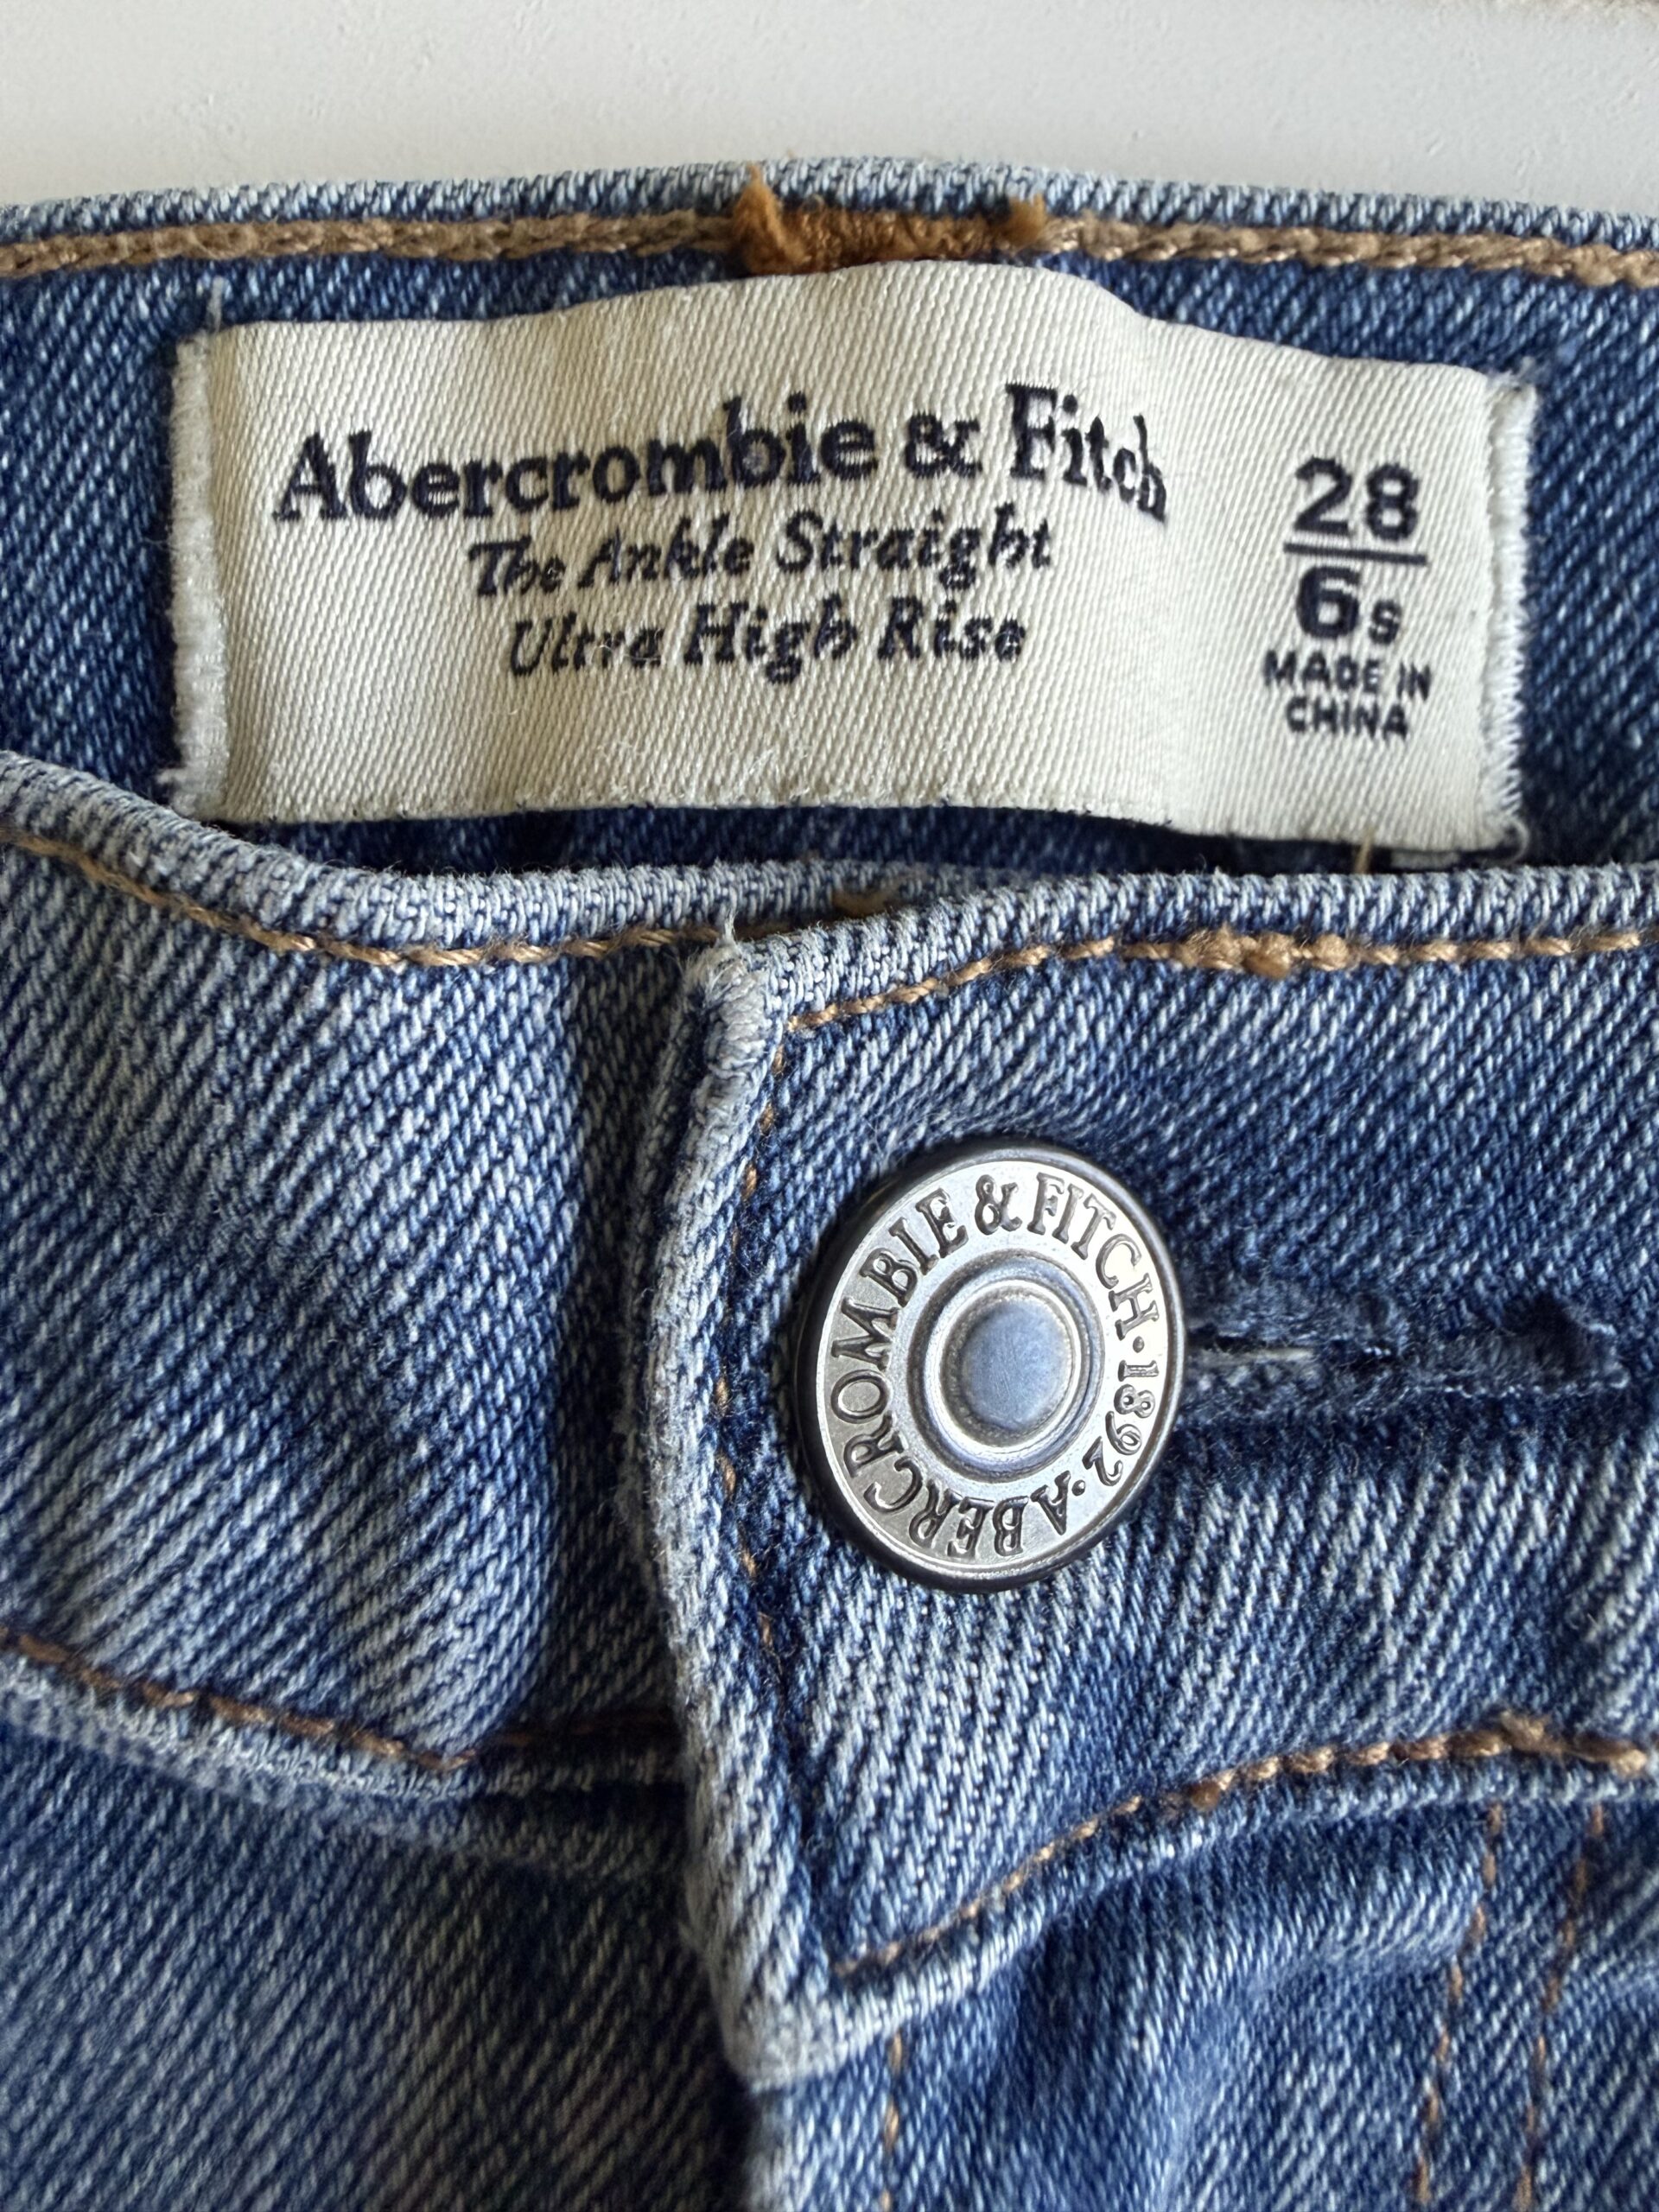 Abercrombie & Fitch
The Ankle Straight
Ultra High Rise
28
6s
MADE IN
CHINA
ABERCROMBIE & FITCH · 1892 ·